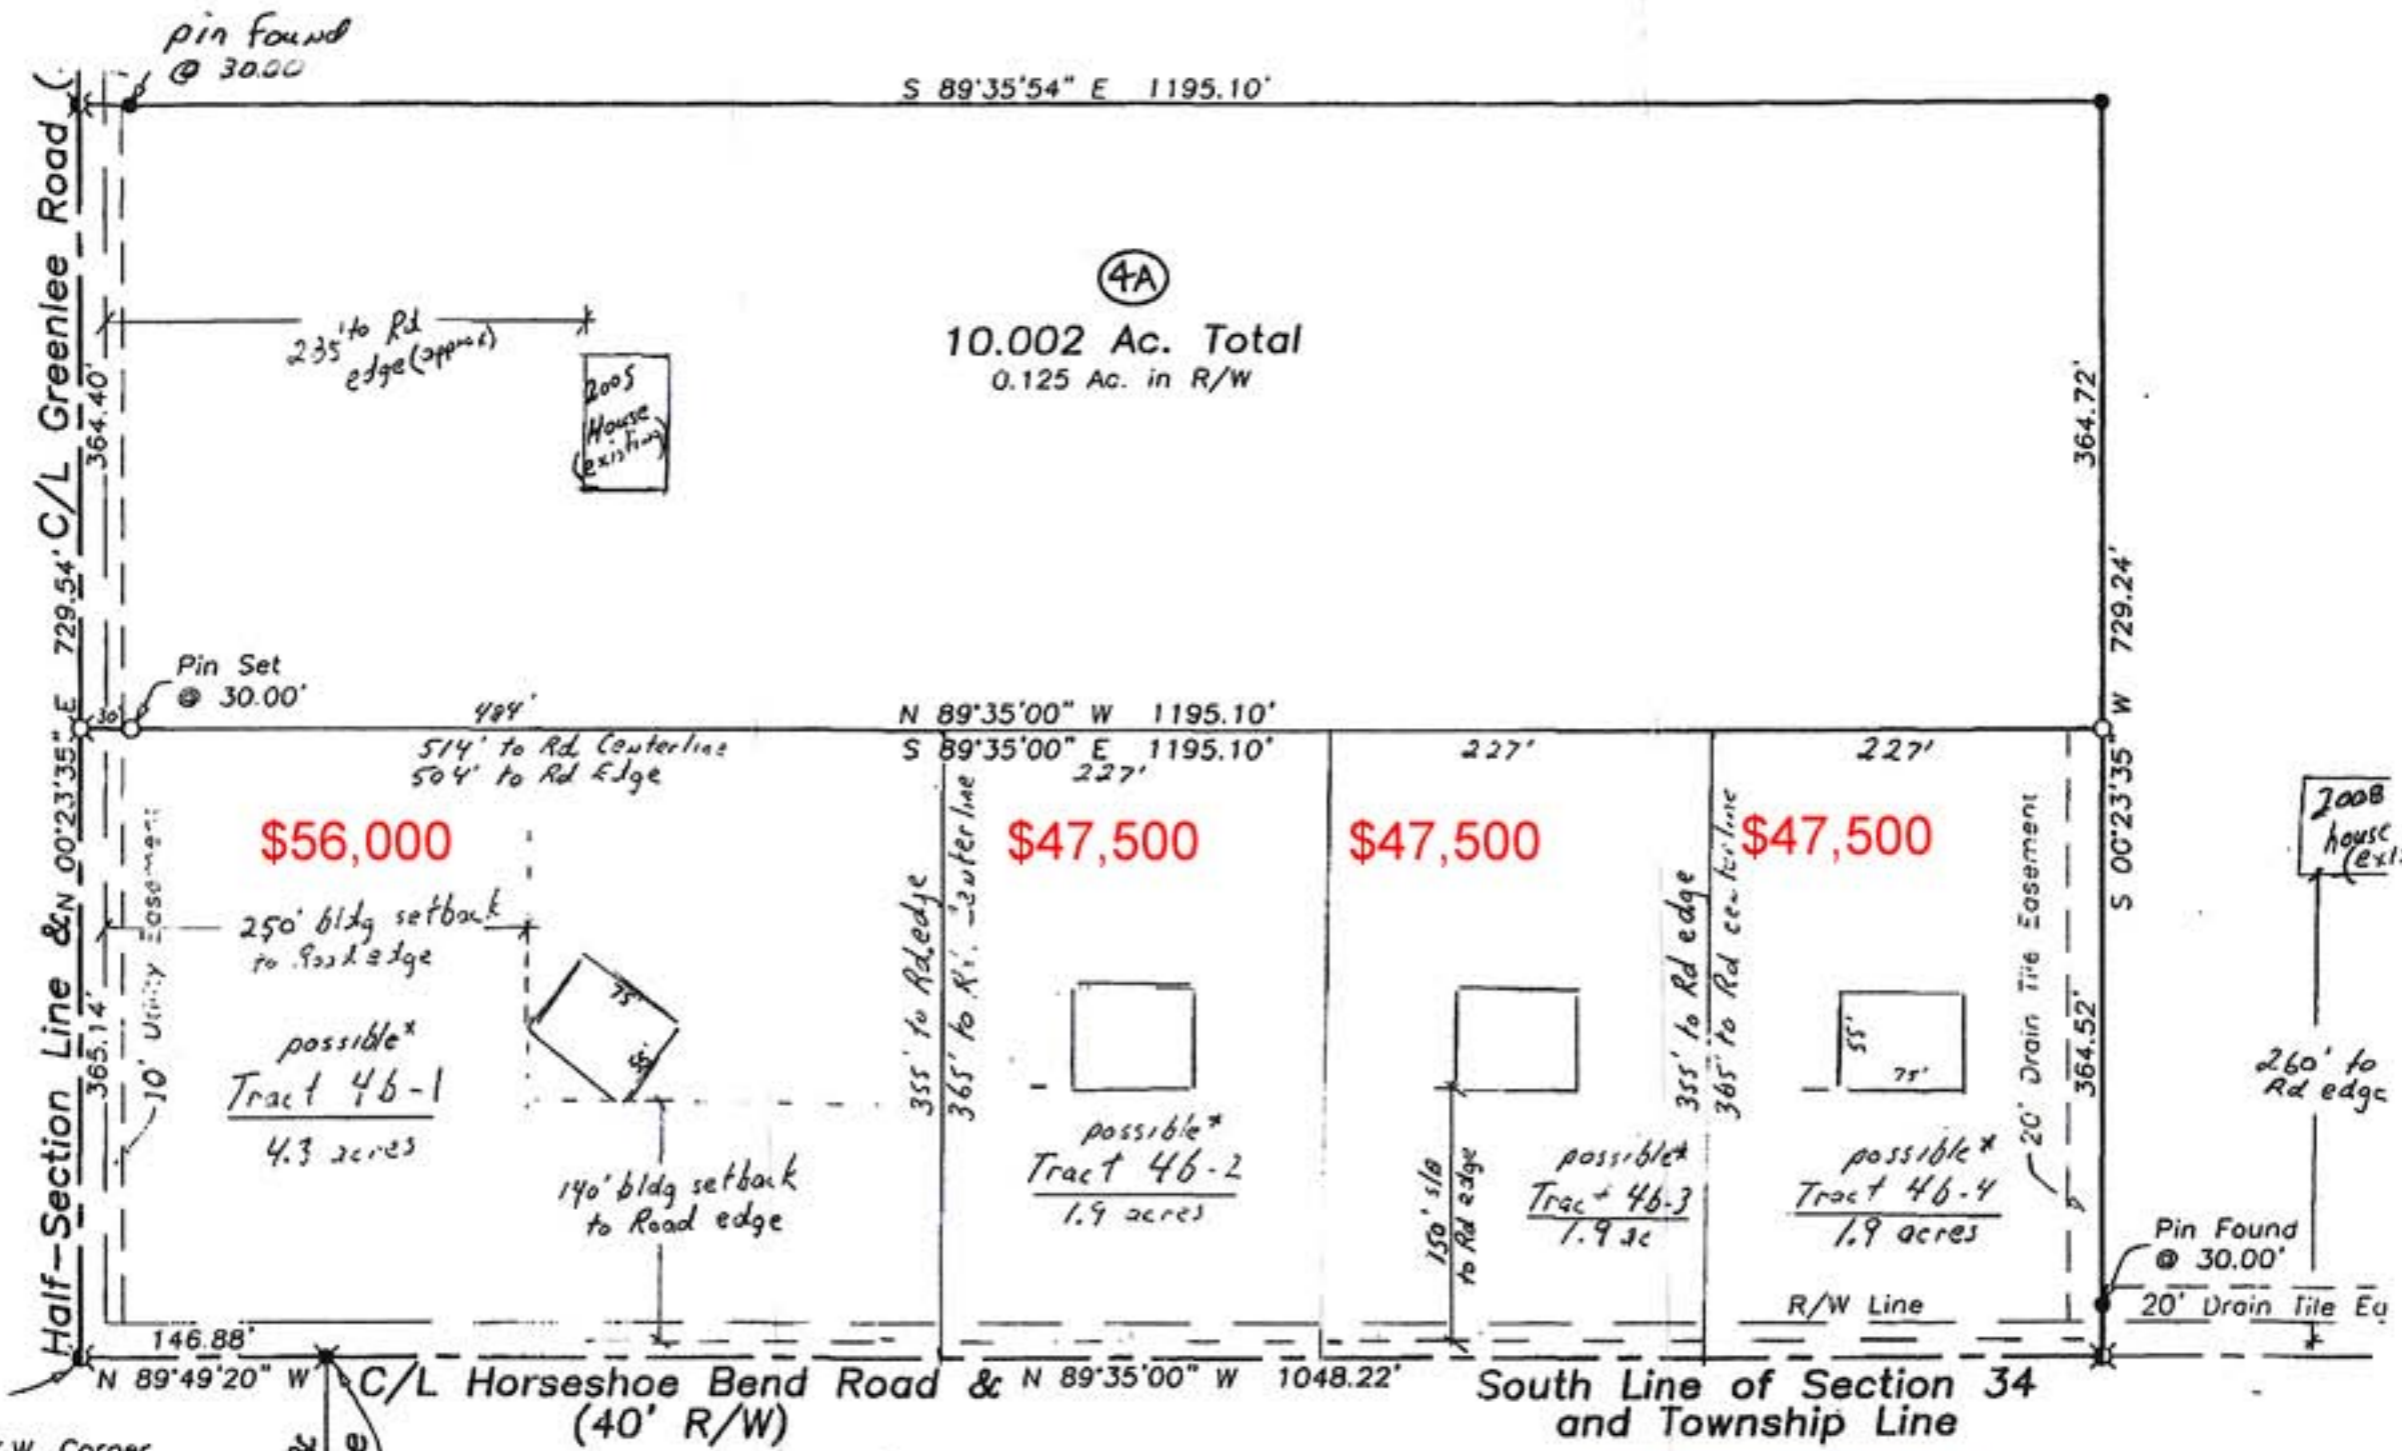 pin found
@ 30.00
S 89°35'54" E 1195.10'
C/L Greenlee Road
364.40'
4A
10.002 Ac. Total
0.125 Ac. in R/W
235' to Rd
edge (approx)
2005
House
(existing)
364.72'
729.54'
729.24'
Pin Set
@ 30.00'
30'
484'
N 89°35'00" W 1195.10'
514' to Rd Centerline
504' to Rd Edge
S 89°35'00" E 1195.10'
227'
227'
227'
N 00°23'35" E
S 00°23'35" W
$56,000
$47,500
$47,500
$47,500
2008
house
250' bldg setback
to Road edge
10' Utility Easement
75'
55'
355' to Rd. edge
365' to Rd. centerline
355' to Rd edge
365' to Rd centerline
55'
75'
20' Drain Tile Easement
364.52'
260' to
Rd edge
Half-Section Line &
365.14'
possible*
Tract 4b-1
4.3 acres
140' bldg setback
to Road edge
possible*
Tract 4b-2
1.9 acres
150' s/b
to Rd edge
possible*
Tract 4b-3
1.9 ac
possible*
Tract 4b-4
1.9 acres
Pin Found
@ 30.00'
R/W Line
20' Drain Tile Ea
146.88'
N 89°49'20" W
C/L Horseshoe Bend Road &
(40' R/W)
N 89°35'00" W 1048.22'
South Line of Section 34
and Township Line
.W. Corner